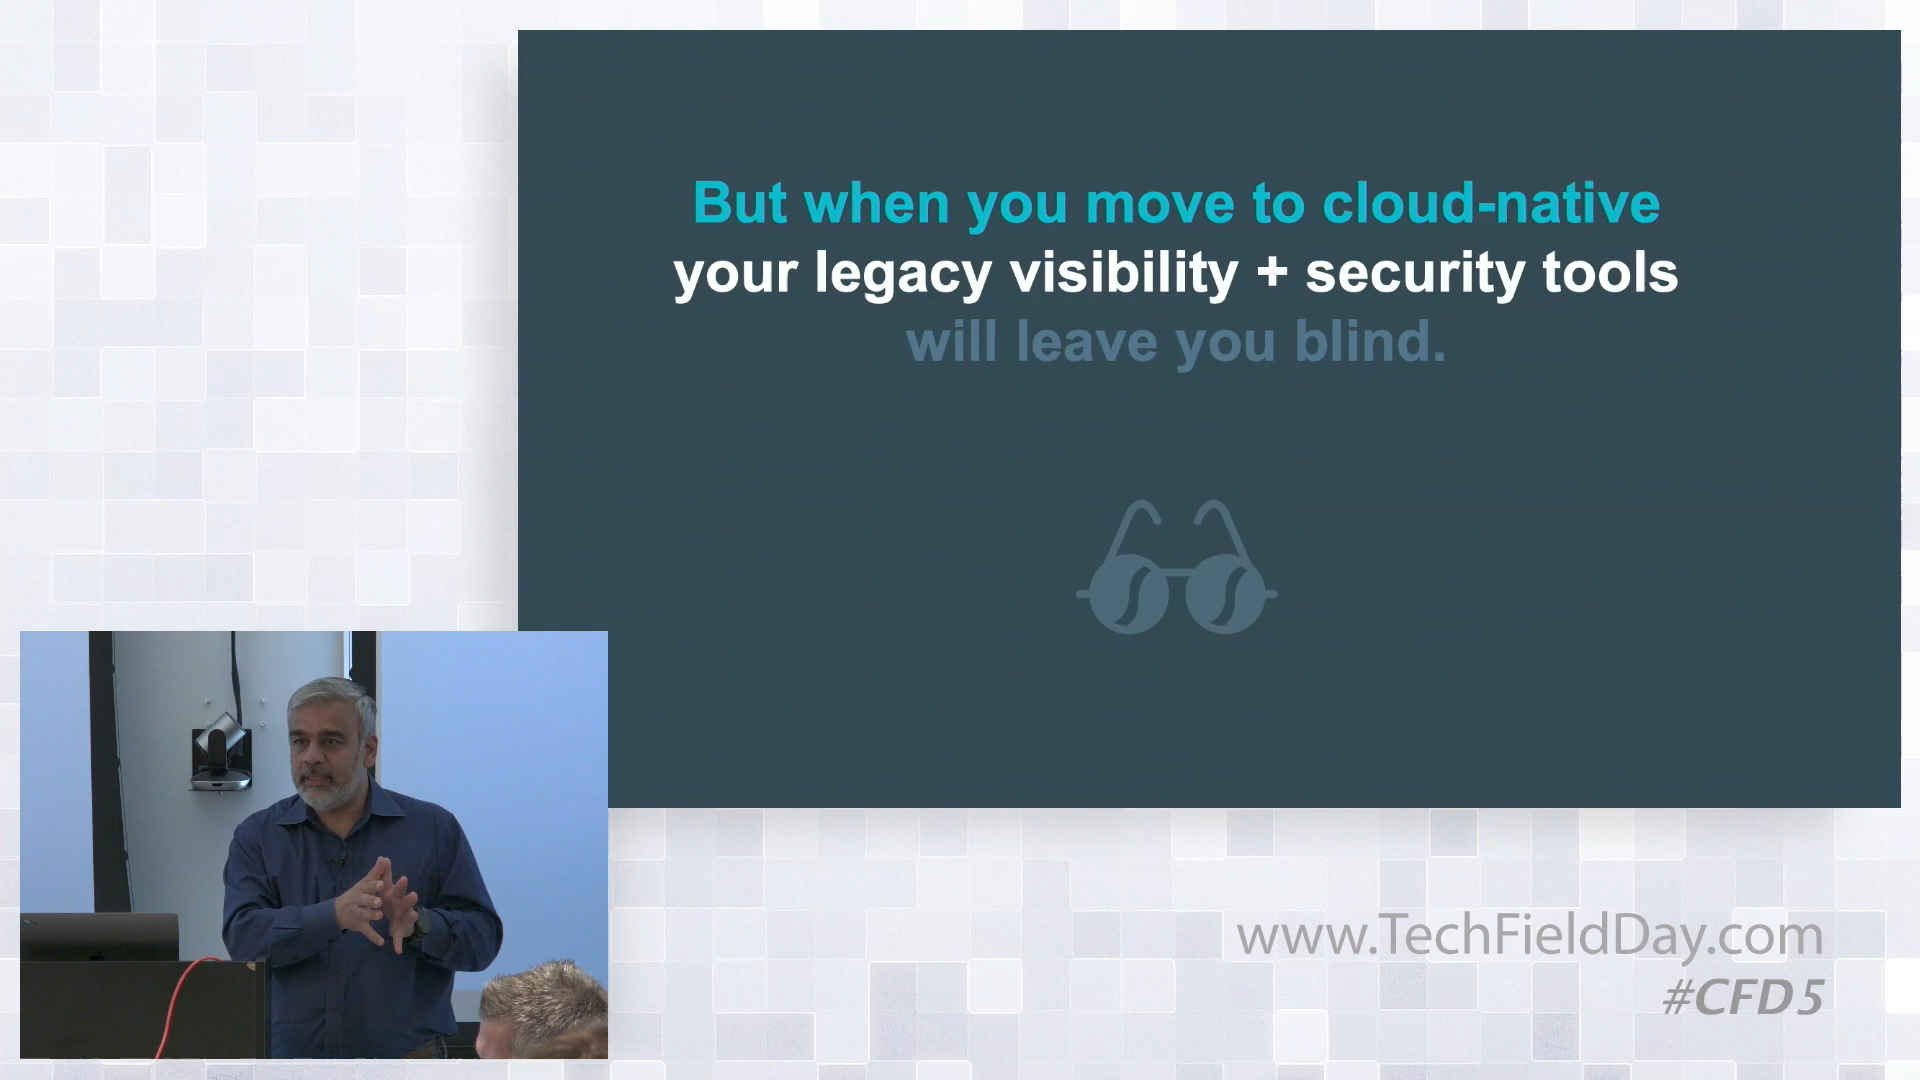 But when you move to cloud-native
your legacy visibility + security tools
will leave you blind.
www.TechFieldDay.com
#CFD5